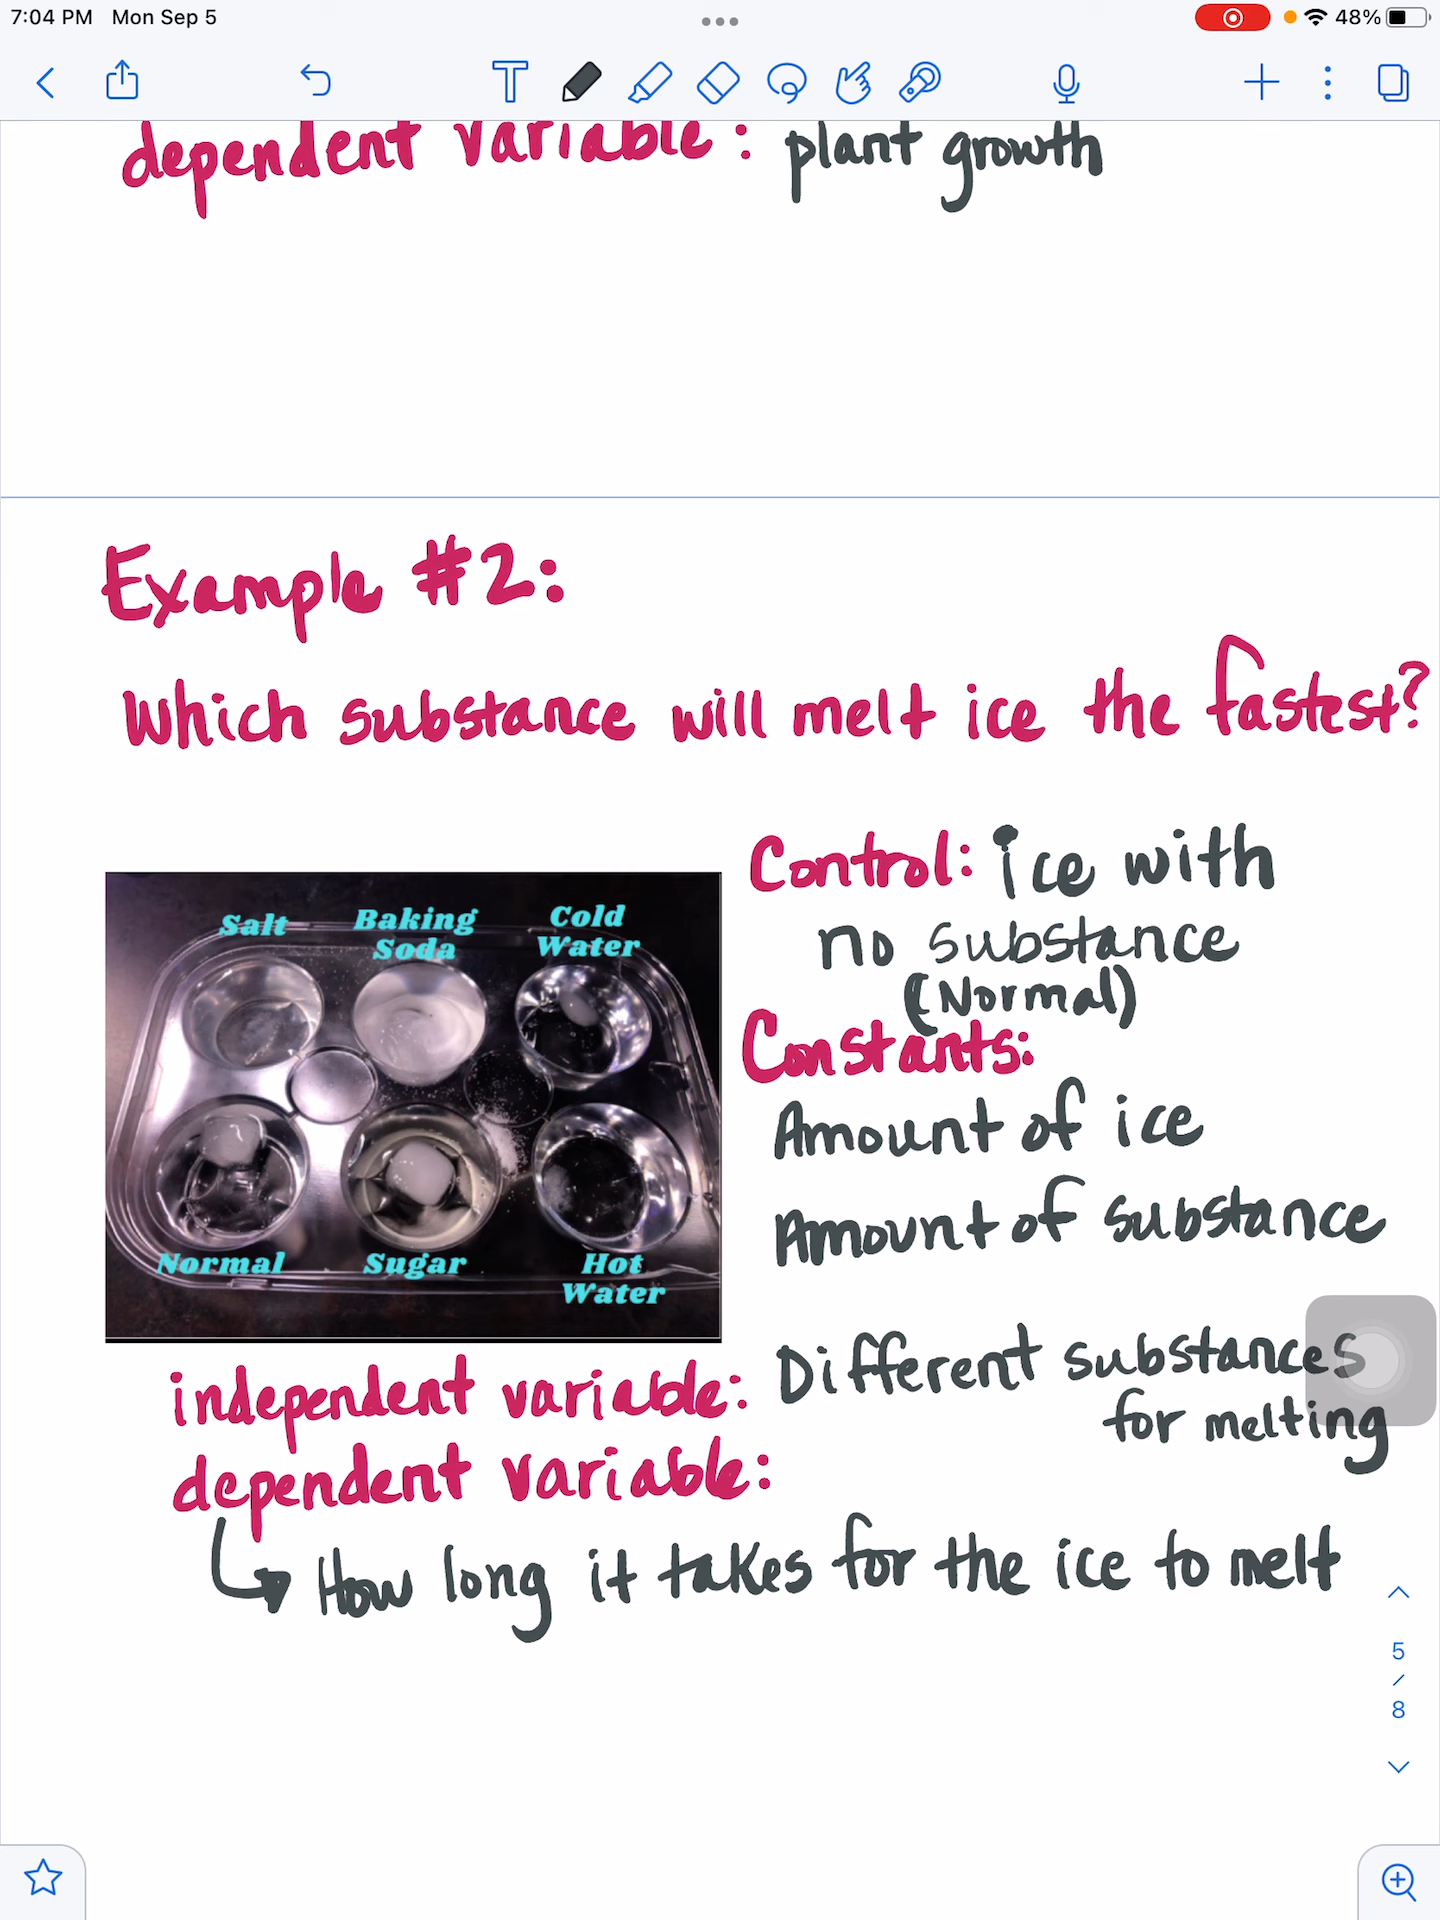 7:04 PM Mon Sep 5
48%
dependent variable: plant growth
Example #2:
Which substance will melt ice the fastest?
Control: ice with
no substance
(Normal)
Constants:
Amount of ice
Amount of substance
Salt
Baking Soda
Cold Water
Normal
Sugar
Hot Water
independent variable: Different substances
for melting
dependent variable:
How long it takes for the ice to melt
5
/
8